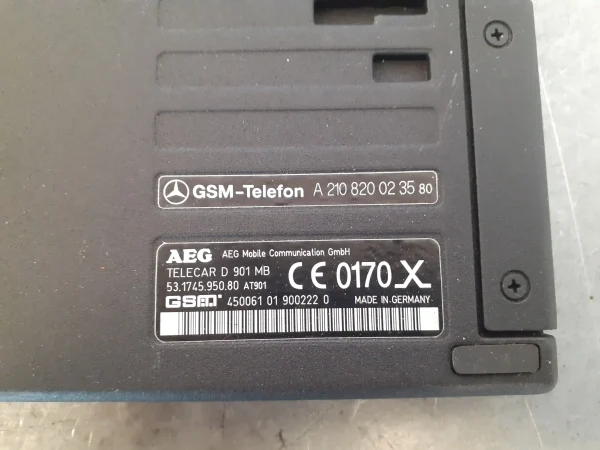 GSM-Telefon A 210 820 02 35 80
AEG AEG Mobile Communication GmbH
TELECAR D 901 MB
53.1745.950.80 AT901
CE 0170 X
GSM 450061 01 900222 0 MADE IN GERMANY